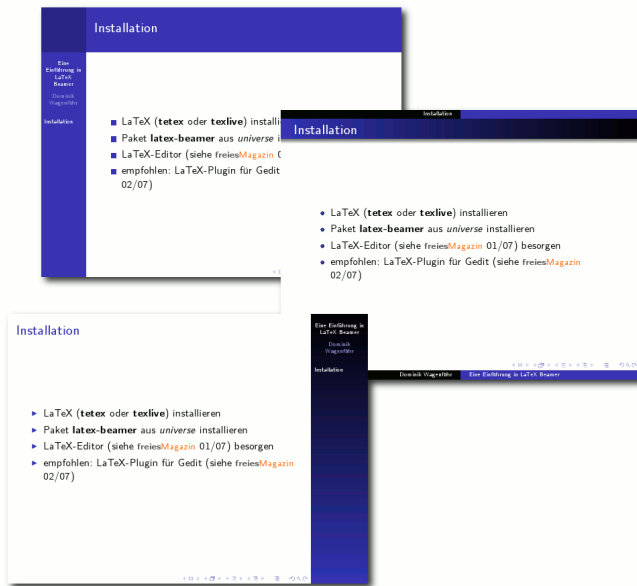 Installation
Eine
Einführung in
LaTeX
Beamer
Dominik
Wagenführ
Installation
LaTeX (tetex oder texlive) install
Paket latex-beamer aus universe i
LaTeX-Editor (siehe freiesMagazin 0
empfohlen: LaTeX-Plugin für Gedit
02/07)
Installation
Installation
LaTeX (tetex oder texlive) installieren
Paket latex-beamer aus universe installieren
LaTeX-Editor (siehe freiesMagazin 01/07) besorgen
empfohlen: LaTeX-Plugin für Gedit (siehe freiesMagazin
02/07)
Dominik Wagenführ Eine Einführung in LaTeX Beamer
Installation
LaTeX (tetex oder texlive) installieren
Paket latex-beamer aus universe installieren
LaTeX-Editor (siehe freiesMagazin 01/07) besorgen
empfohlen: LaTeX-Plugin für Gedit (siehe freiesMagazin
02/07)
Eine Einführung in
LaTeX Beamer
Dominik
Wagenführ
Installation